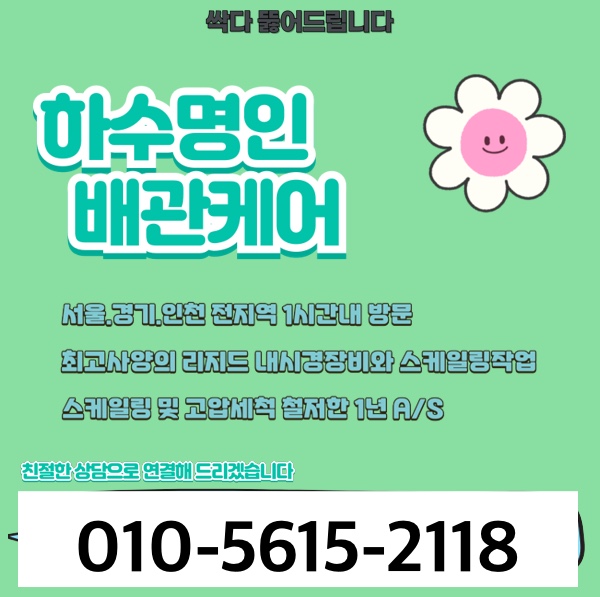 싹다 뚫어드립니다
하수명인
배관케어
서울,경기,인천 전지역 1시간내 방문
최고사양의 리지드 내시경장비와 스케일링작업
스케일링 및 고압세척 철저한 1년 A/S
친절한 상담으로 연결해 드리겠습니다
010-5615-2118